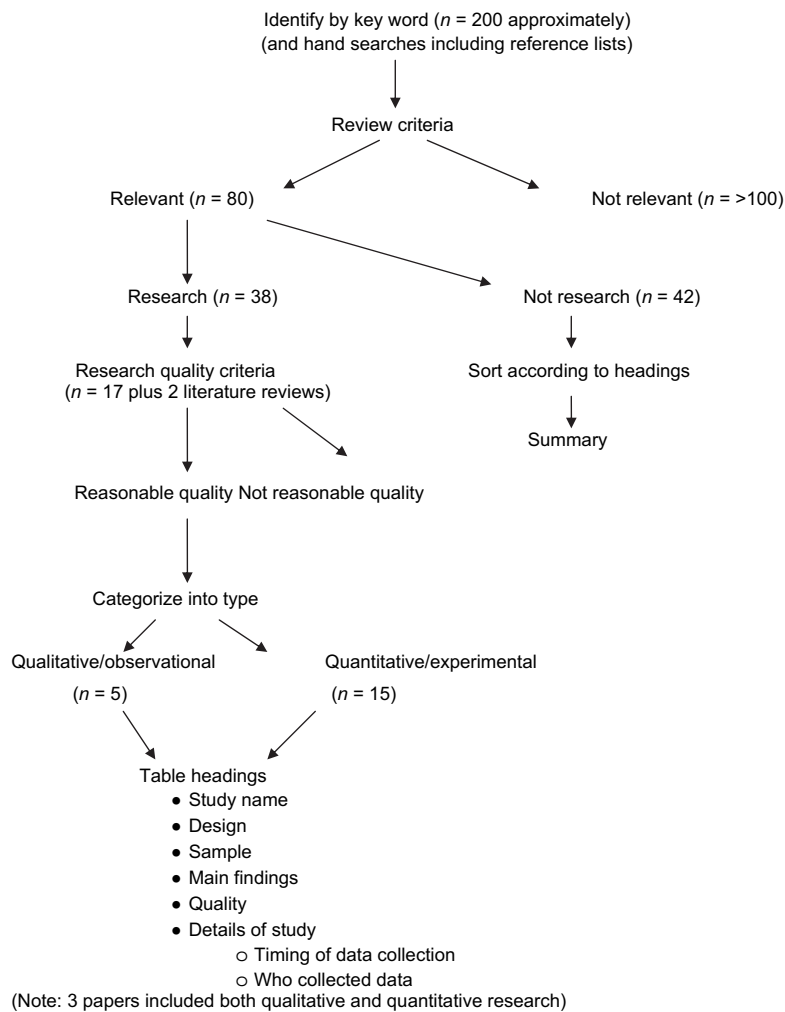 Identify by key word (n = 200 approximately)
(and hand searches including reference lists)
Review criteria
Relevant (n = 80)
Not relevant (n = >100)
Research (n = 38)
Not research (n = 42)
Research quality criteria
(n = 17 plus 2 literature reviews)
Sort according to headings
Summary
Reasonable quality Not reasonable quality
Categorize into type
Qualitative/observational
Quantitative/experimental
(n = 5)
(n = 15)
Table headings
• Study name
• Design
• Sample
• Main findings
• Quality
• Details of study
o Timing of data collection
o Who collected data
(Note: 3 papers included both qualitative and quantitative research)